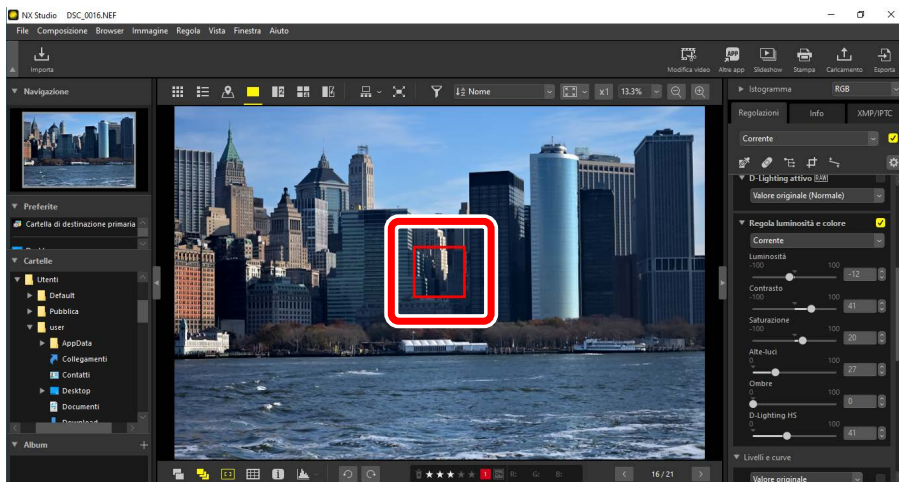 NX Studio DSC_0016.NEF
File Composizione Browser Immagine Regola Vista Finestra Aiuto
Importa
Modifica video Altre app Slideshow Stampa Caricamento Esporta
Navigazione
Nome
x1 13.3%
Istogramma RGB
Regolazioni Info XMP/IPTC
Corrente
D-Lighting attivo RAW
Valore originale (Normale)
Preferite
Cartella di destinazione primaria
Cartelle
Utenti
Default
Pubblica
user
AppData
Collegamenti
Contatti
Desktop
Documenti
Download
Album
Regola luminosità e colore
Corrente
Luminosità
-100 100 -12
Contrasto
-100 100 41
Saturazione
-100 100 20
Alte-luci
0 100 27
Ombre
0 100 0
D-Lighting HS
0 100 41
Livelli e curve
Valore originale
1 R: G: B:
16 / 21